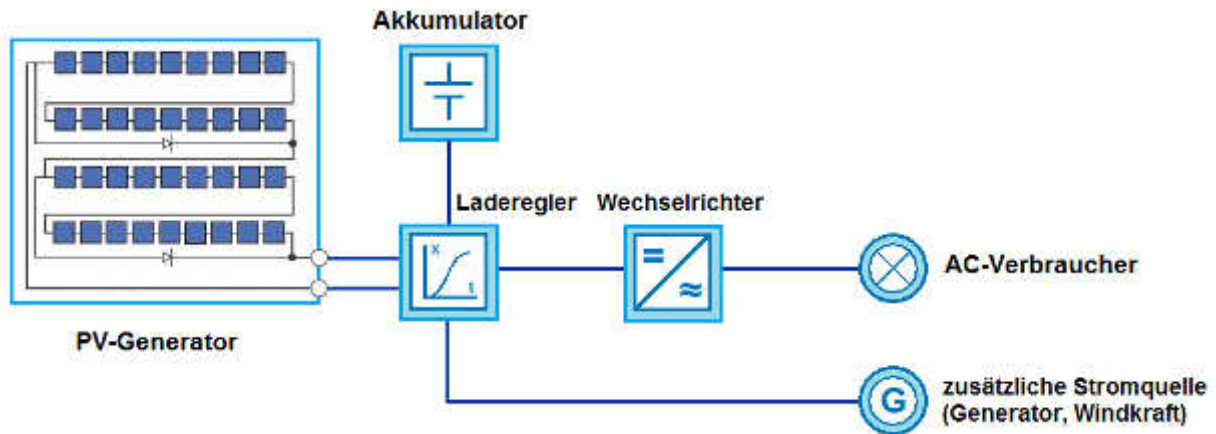 Akkumulator
Laderegler
Wechselrichter
x
t
=
≈
AC-Verbraucher
PV-Generator
G
zusätzliche Stromquelle
(Generator, Windkraft)